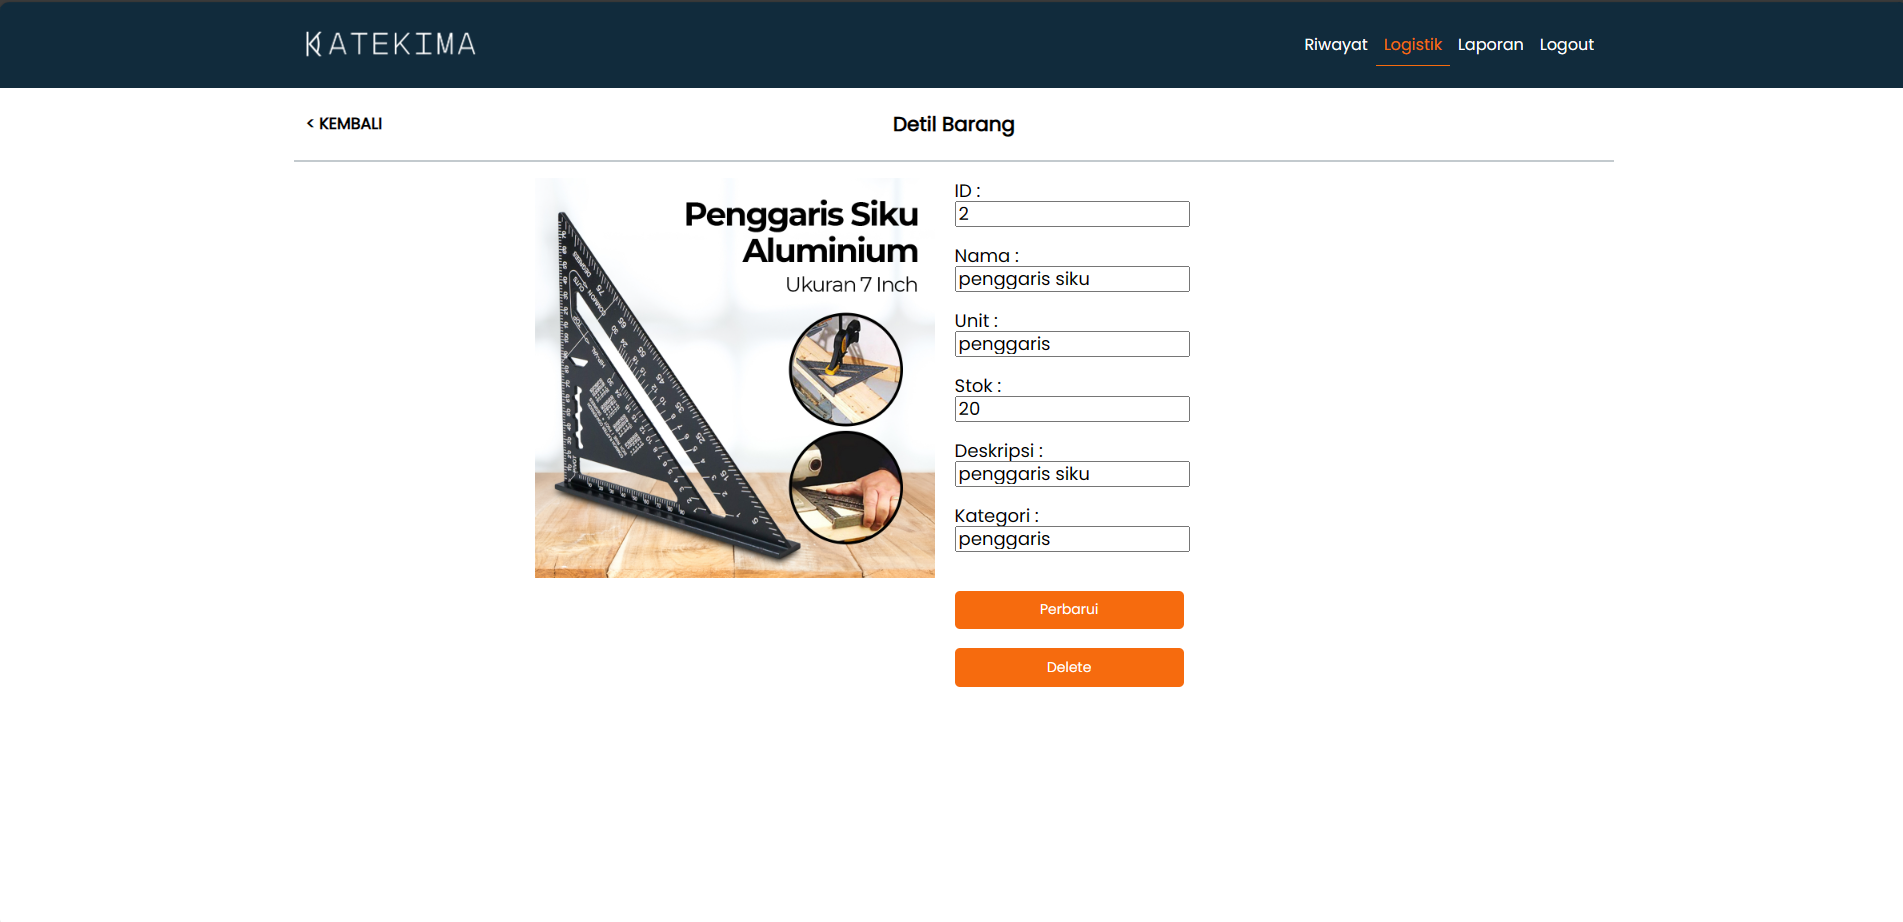 KATEKIMA
Riwayat Logistik Laporan Logout
< KEMBALI
Detil Barang
Penggaris Siku
Aluminium
Ukuran 7 Inch
ID :
2
Nama :
penggaris siku
Unit :
penggaris
Stok :
20
Deskripsi :
penggaris siku
Kategori :
penggaris
Perbarui
Delete